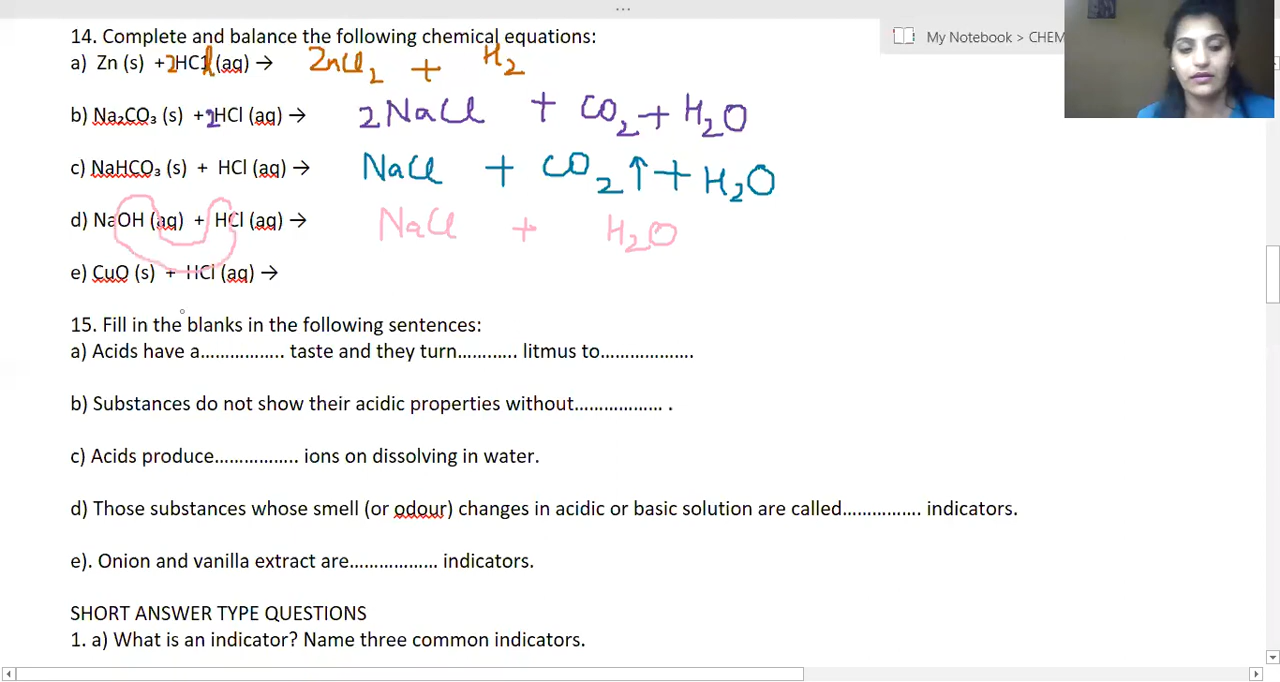 14. Complete and balance the following chemical equations:
My Notebook > CHEM
a) Zn (s) +2HCl (aq) → ZnCl₂ + H₂
b) Na₂CO₃ (s) +2HCl (aq) → 2NaCl + CO₂ + H₂O
c) NaHCO₃ (s) + HCl (aq) → NaCl + CO₂↑ + H₂O
d) NaOH (aq) + HCl (aq) → NaCl + H₂O
e) CuO (s) + HCl (aq) →
15. Fill in the blanks in the following sentences:
a) Acids have a................ taste and they turn............ litmus to...................
b) Substances do not show their acidic properties without.................. .
c) Acids produce................. ions on dissolving in water.
d) Those substances whose smell (or odour) changes in acidic or basic solution are called................ indicators.
e). Onion and vanilla extract are.................. indicators.
SHORT ANSWER TYPE QUESTIONS
1. a) What is an indicator? Name three common indicators.